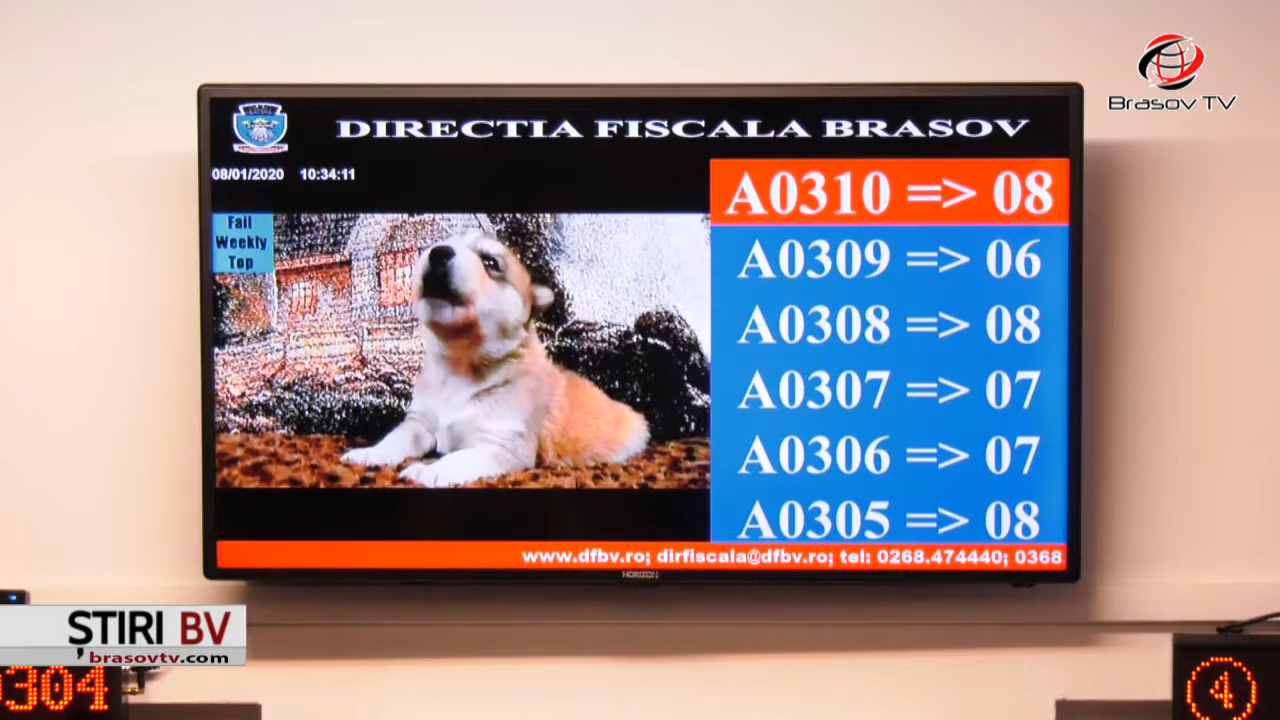 Brasov TV
DIRECTIA FISCALA BRASOV
08/01/2020 10:34:11
Fail
Weekly
Top
A0310 => 08
A0309 => 06
A0308 => 08
A0307 => 07
A0306 => 07
A0305 => 08
www.dfbv.ro; dirfiscala@dfbv.ro; tel: 0268.474440; 0368
HORIZON
ȘTIRI BV
brasovtv.com
304
4